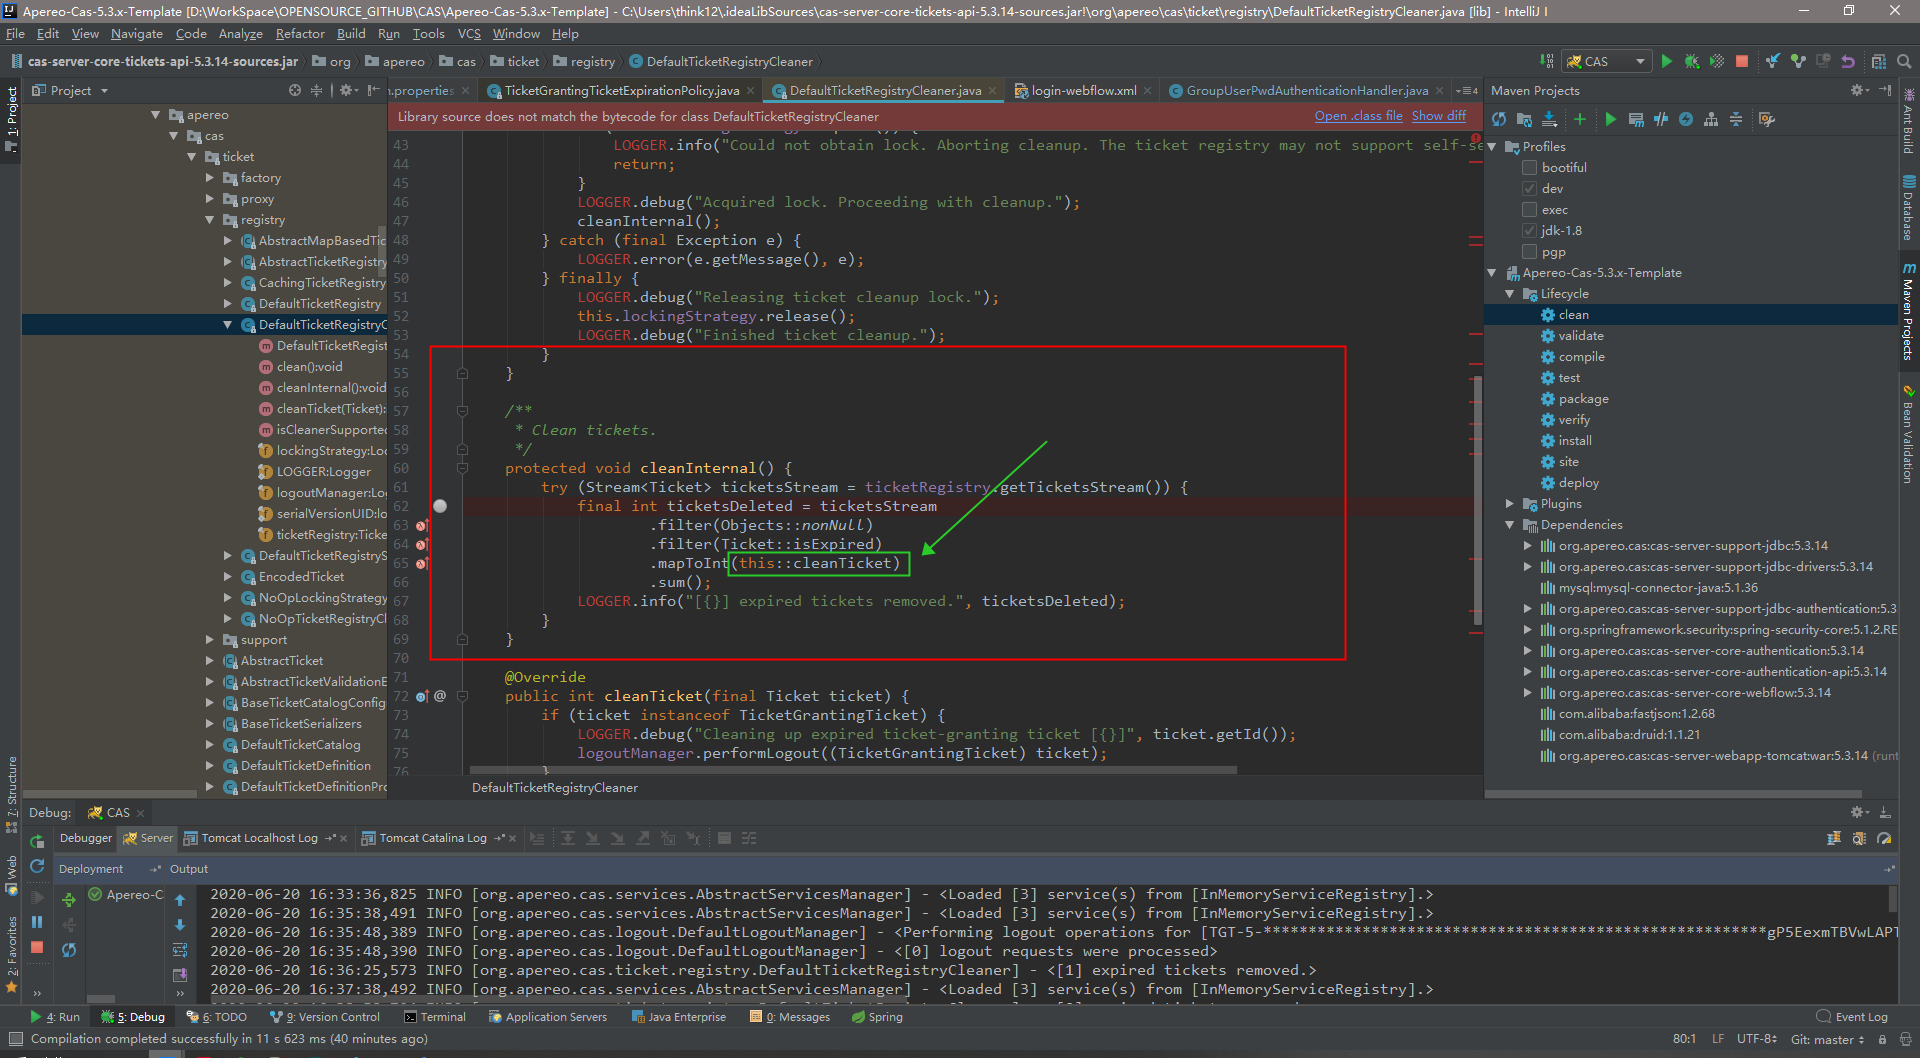 Apereo-Cas-5.3.x-Template [D:\WorkSpace\OPENSOURCE_GITHUB\CAS\Apereo-Cas-5.3.x-Template] - C:\Users\think12\.ideaLibSources\cas-server-core-tickets-api-5.3.14-sources.jar!\org\apereo\cas\ticket\registry\DefaultTicketRegistryCleaner.java [lib] - IntelliJ I
File Edit View Navigate Code Analyze Refactor Build Run Tools VCS Window Help
cas-server-core-tickets-api-5.3.14-sources.jar org apereo cas ticket registry DefaultTicketRegistryCleaner CAS
Project
n.properties TicketGrantingTicketExpirationPolicy.java DefaultTicketRegistryCleaner.java login-webflow.xml GroupUserPwdAuthenticationHandler.java
Library source does not match the bytecode for class DefaultTicketRegistryCleaner Open .class file Show diff
1: Project
7: Structure
Web
2: Favorites
apereo
cas
ticket
factory
proxy
registry
AbstractMapBasedTic
AbstractTicketRegistry
CachingTicketRegistry
DefaultTicketRegistry
DefaultTicketRegistryC
DefaultTicketRegist
clean():void
cleanInternal():void
cleanTicket(Ticket):
isCleanerSupported
lockingStrategy:Loc
LOGGER:Logger
logoutManager:Log
serialVersionUID:lo
ticketRegistry:Ticke
DefaultTicketRegistryS
EncodedTicket
NoOpLockingStrategy
NoOpTicketRegistryCl
support
AbstractTicket
AbstractTicketValidationE
BaseTicketCatalogConfig
BaseTicketSerializers
DefaultTicketCatalog
DefaultTicketDefinition
DefaultTicketDefinitionPro
43 LOGGER.info("Could not obtain lock. Aborting cleanup. The ticket registry may not support self-se
44 return;
45 }
46 LOGGER.debug("Acquired lock. Proceeding with cleanup.");
47 cleanInternal();
48 } catch (final Exception e) {
49 LOGGER.error(e.getMessage(), e);
50 } finally {
51 LOGGER.debug("Releasing ticket cleanup lock.");
52 this.lockingStrategy.release();
53 LOGGER.debug("Finished ticket cleanup.");
54 }
55 }
56
57 /**
58 * Clean tickets.
59 */
60 protected void cleanInternal() {
61 try (Stream<Ticket> ticketsStream = ticketRegistry.getTicketsStream()) {
62 final int ticketsDeleted = ticketsStream
63 .filter(Objects::nonNull)
64 .filter(Ticket::isExpired)
65 .mapToInt(this::cleanTicket)
66 .sum();
67 LOGGER.info("[{}] expired tickets removed.", ticketsDeleted);
68 }
69 }
70
71 @Override
72 public int cleanTicket(final Ticket ticket) {
73 if (ticket instanceof TicketGrantingTicket) {
74 LOGGER.debug("Cleaning up expired ticket-granting ticket [{}]", ticket.getId());
75 logoutManager.performLogout((TicketGrantingTicket) ticket);
76 }
DefaultTicketRegistryCleaner
Maven Projects
Profiles
bootiful
dev
exec
jdk-1.8
pgp
Apereo-Cas-5.3.x-Template
Lifecycle
clean
validate
compile
test
package
verify
install
site
deploy
Plugins
Dependencies
org.apereo.cas:cas-server-support-jdbc:5.3.14
org.apereo.cas:cas-server-support-jdbc-drivers:5.3.14
mysql:mysql-connector-java:5.1.36
org.apereo.cas:cas-server-support-jdbc-authentication:5.3.
org.springframework.security:spring-security-core:5.1.2.RE
org.apereo.cas:cas-server-core-authentication:5.3.14
org.apereo.cas:cas-server-core-authentication-api:5.3.14
org.apereo.cas:cas-server-core-webflow:5.3.14
com.alibaba:fastjson:1.2.68
com.alibaba:druid:1.1.21
org.apereo.cas:cas-server-webapp-tomcat:war:5.3.14 (runt
Ant Build
Database
Maven Projects
Bean Validation
Debug: CAS
Debugger Server Tomcat Localhost Log Tomcat Catalina Log
Deployment Output
Apereo-C
2020-06-20 16:33:36,825 INFO [org.apereo.cas.services.AbstractServicesManager] - <Loaded [3] service(s) from [InMemoryServiceRegistry].>
2020-06-20 16:35:38,491 INFO [org.apereo.cas.services.AbstractServicesManager] - <Loaded [3] service(s) from [InMemoryServiceRegistry].>
2020-06-20 16:35:48,389 INFO [org.apereo.cas.logout.DefaultLogoutManager] - <Performing logout operations for [TGT-5-********************************************************gP5EexmTBVwLAPT
2020-06-20 16:35:48,390 INFO [org.apereo.cas.logout.DefaultLogoutManager] - <[0] logout requests were processed>
2020-06-20 16:36:25,573 INFO [org.apereo.cas.ticket.registry.DefaultTicketRegistryCleaner] - <[1] expired tickets removed.>
2020-06-20 16:37:38,492 INFO [org.apereo.cas.services.AbstractServicesManager] - <Loaded [3] service(s) from [InMemoryServiceRegistry].>
4: Run 5: Debug 6: TODO 9: Version Control Terminal Application Servers Java Enterprise 0: Messages Spring Event Log
Compilation completed successfully in 11 s 623 ms (40 minutes ago) 80:1 LF UTF-8 Git: master